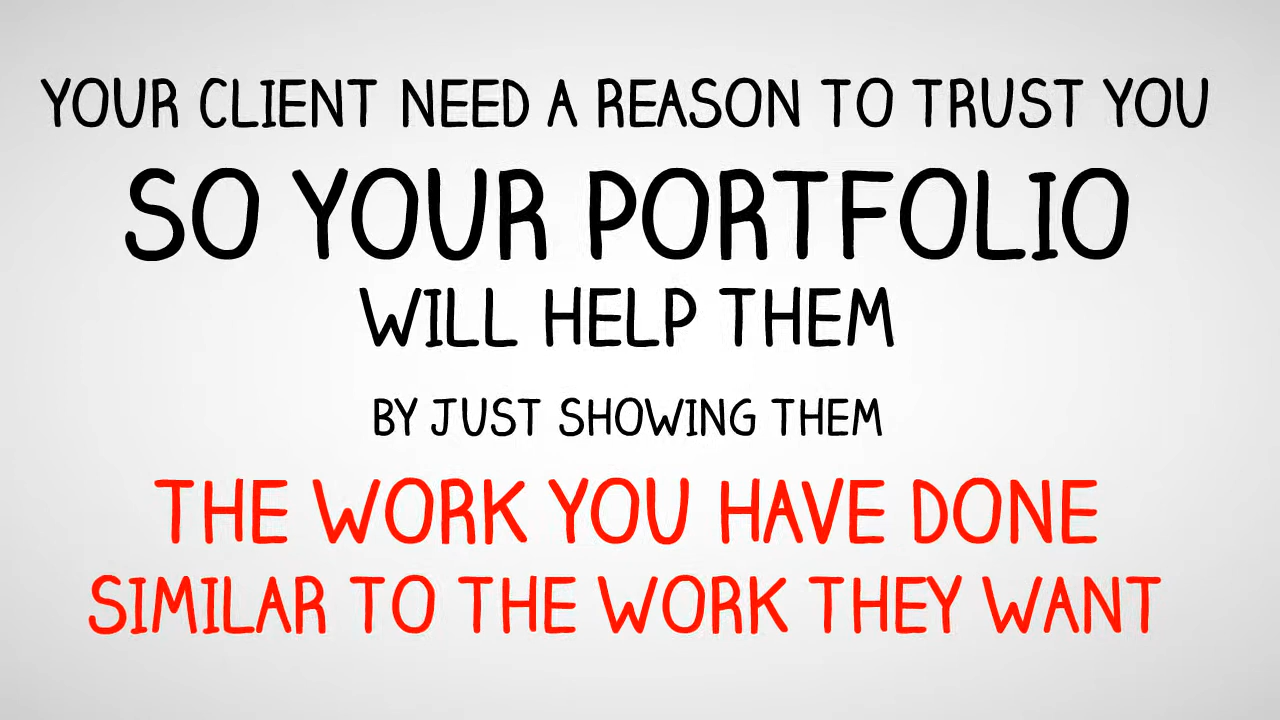 YOUR CLIENT NEED A REASON TO TRUST YOU
SO YOUR PORTFOLIO
WILL HELP THEM
BY JUST SHOWING THEM
THE WORK YOU HAVE DONE
SIMILAR TO THE WORK THEY WANT